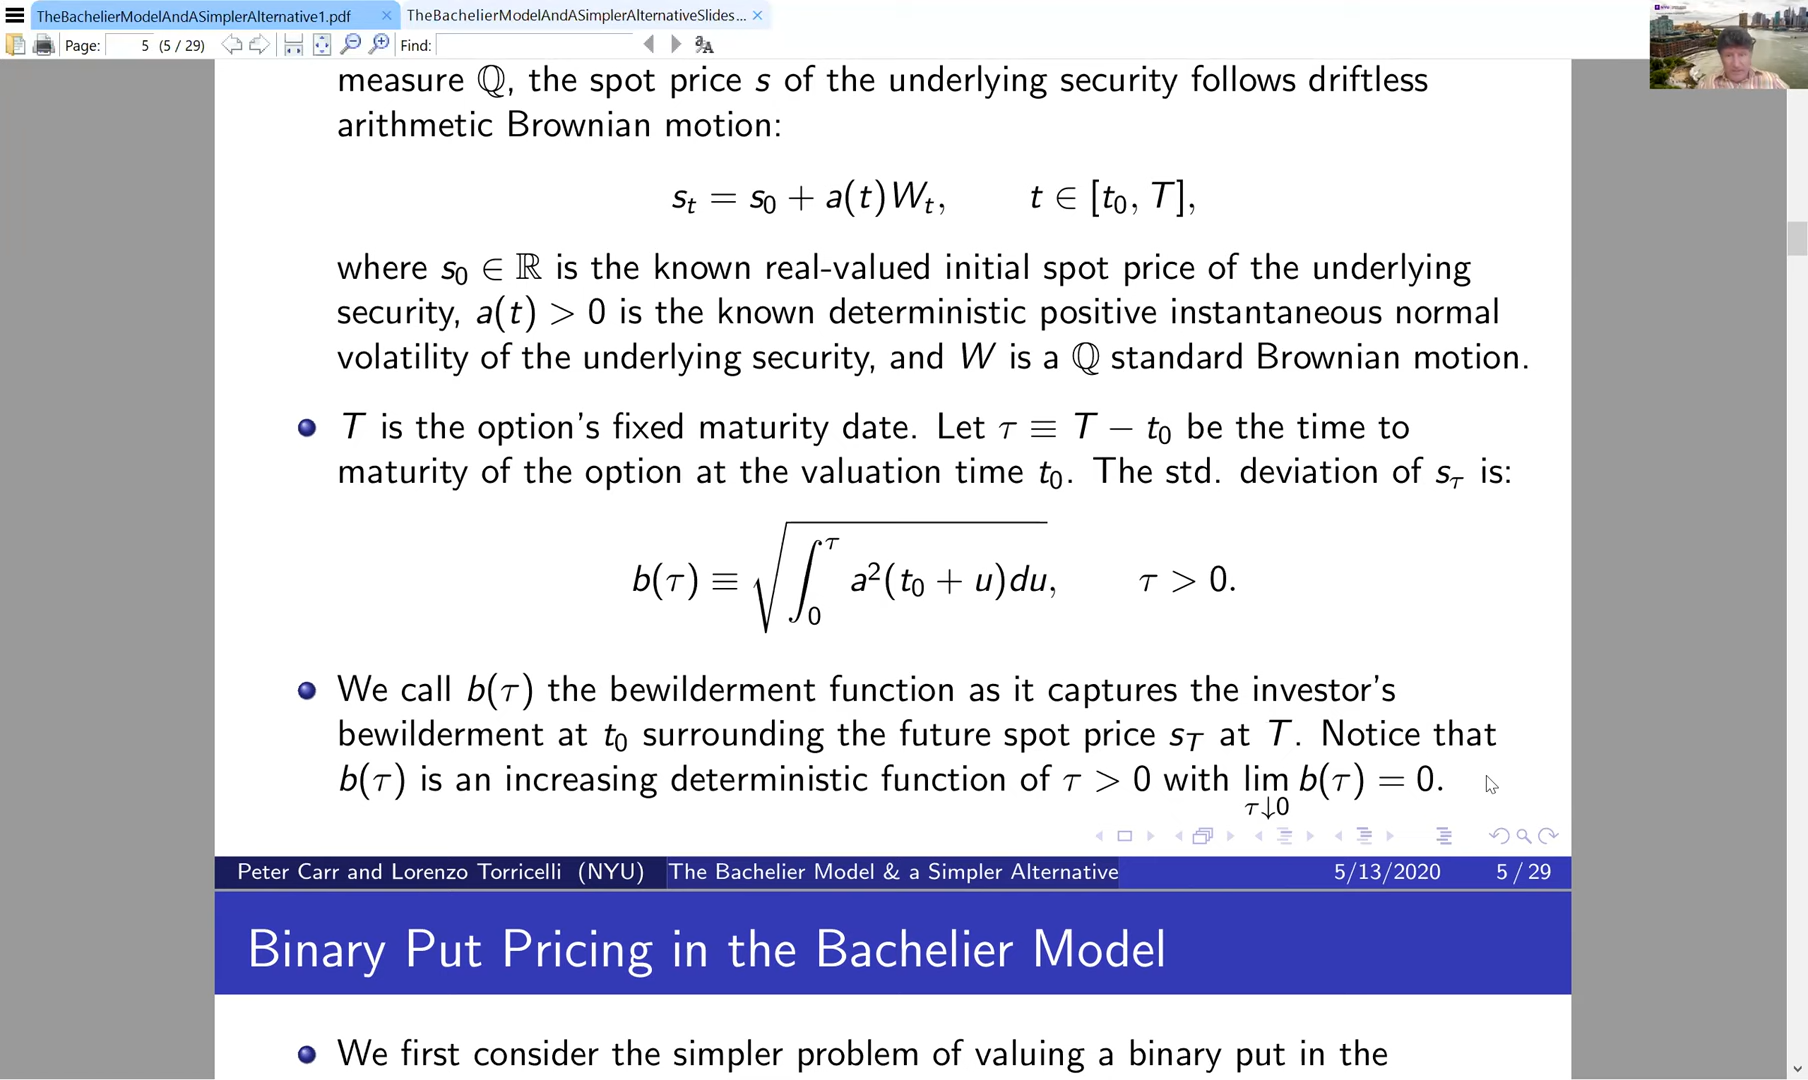 TheBachelierModelAndASimplerAlternative1.pdf
TheBachelierModelAndASimplerAlternativeSlides...
Page: 5 (5 / 29) Find:
measure ℚ, the spot price s of the underlying security follows driftless
arithmetic Brownian motion:
s_t = s_0 + a(t)W_t, t ∈ [t_0, T],
where s_0 ∈ ℝ is the known real-valued initial spot price of the underlying
security, a(t) > 0 is the known deterministic positive instantaneous normal
volatility of the underlying security, and W is a ℚ standard Brownian motion.
T is the option's fixed maturity date. Let τ ≡ T − t_0 be the time to
maturity of the option at the valuation time t_0. The std. deviation of s_τ is:
b(τ) ≡ √(∫_0^τ a²(t_0 + u)du), τ > 0.
We call b(τ) the bewilderment function as it captures the investor's
bewilderment at t_0 surrounding the future spot price s_T at T. Notice that
b(τ) is an increasing deterministic function of τ > 0 with lim_{τ↓0} b(τ) = 0.
Peter Carr and Lorenzo Torricelli (NYU) The Bachelier Model & a Simpler Alternative 5/13/2020 5 / 29
Binary Put Pricing in the Bachelier Model
We first consider the simpler problem of valuing a binary put in the